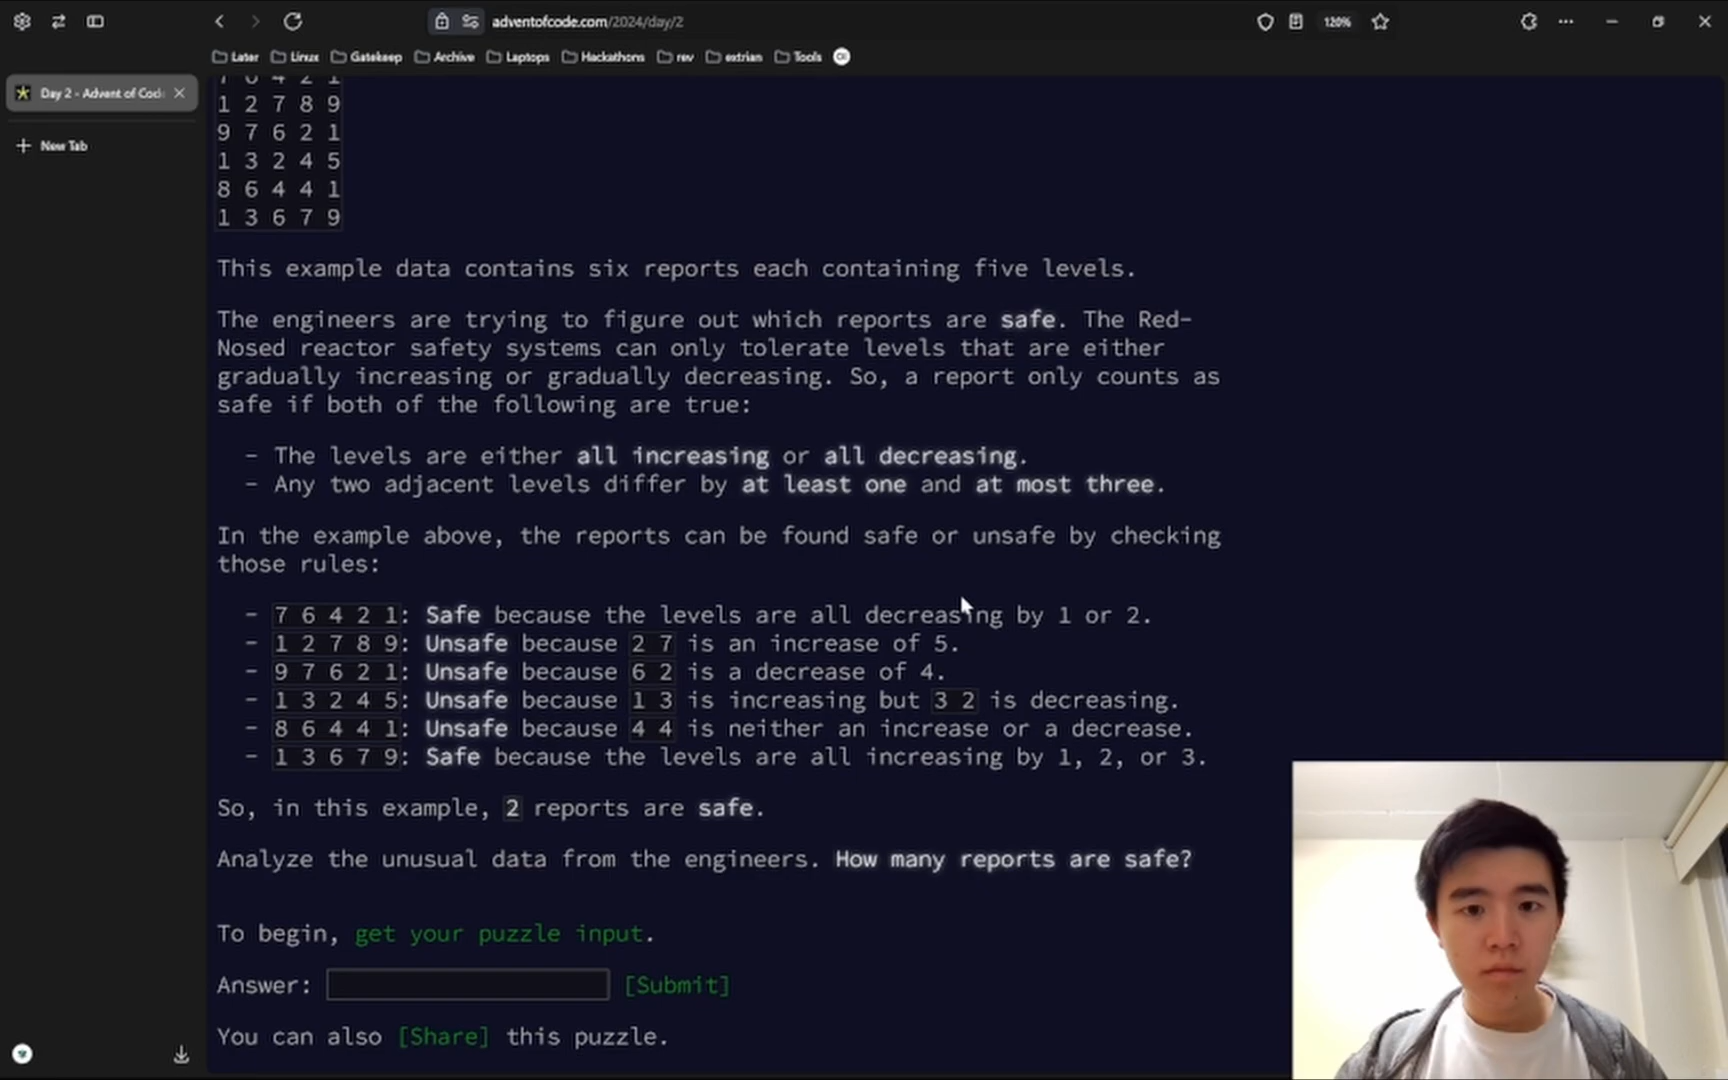 adventofcode.com/2024/day/2
120%
Later Linux Gatekeep Archive Laptops Hackathons rev extrian Tools
Day 2 - Advent of Cod
New Tab
7 6 4 2 1
1 2 7 8 9
9 7 6 2 1
1 3 2 4 5
8 6 4 4 1
1 3 6 7 9
This example data contains six reports each containing five levels.
The engineers are trying to figure out which reports are safe. The Red-
Nosed reactor safety systems can only tolerate levels that are either
gradually increasing or gradually decreasing. So, a report only counts as
safe if both of the following are true:
- The levels are either all increasing or all decreasing.
- Any two adjacent levels differ by at least one and at most three.
In the example above, the reports can be found safe or unsafe by checking
those rules:
- 7 6 4 2 1: Safe because the levels are all decreasing by 1 or 2.
- 1 2 7 8 9: Unsafe because 2 7 is an increase of 5.
- 9 7 6 2 1: Unsafe because 6 2 is a decrease of 4.
- 1 3 2 4 5: Unsafe because 1 3 is increasing but 3 2 is decreasing.
- 8 6 4 4 1: Unsafe because 4 4 is neither an increase or a decrease.
- 1 3 6 7 9: Safe because the levels are all increasing by 1, 2, or 3.
So, in this example, 2 reports are safe.
Analyze the unusual data from the engineers. How many reports are safe?
To begin, get your puzzle input.
Answer: [Submit]
You can also [Share] this puzzle.